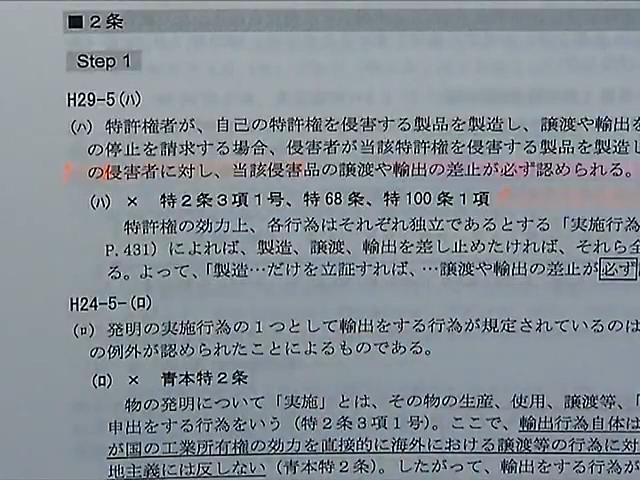 ■２条
Step 1
H29-5(ハ)
(ハ) 特許権者が、自己の特許権を侵害する製品を製造し、譲渡や輸出を
の停止を請求する場合、侵害者が当該特許権を侵害する製品を製造し
の侵害者に対し、当該侵害品の譲渡や輸出の差止が必ず認められる。
(ハ) × 特２条３項１号、特68条、特100条１項
特許権の効力上、各行為はそれぞれ独立であるとする「実施行為
P.431）によれば、製造、譲渡、輸出を差し止めたければ、それら全
る。よって、「製造…だけを立証すれば、…譲渡や輸出の差止が必ず
H24-5-(ロ)
(ロ) 発明の実施行為の１つとして輸出をする行為が規定されているのは
の例外が認められたことによるものである。
(ロ) × 青本特２条
物の発明について「実施」とは、その物の生産、使用、譲渡等、「
申出をする行為をいう（特２条３項１号）。ここで、輸出行為自体は
が国の工業所有権の効力を直接的に海外における譲渡等の行為に対
地主義には反しない（青本特２条）。したがって、輸出をする行為が